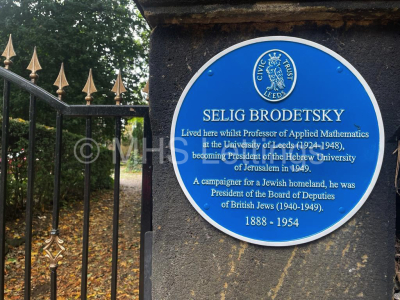 CIVIC
TRUST
LEEDS
SELIG BRODETSKY
Lived here whilst Professor of Applied Mathematics
at the University of Leeds (1924-1948),
becoming President of the Hebrew University
of Jerusalem in 1949.
A campaigner for a Jewish homeland, he was
President of the Board of Deputies
of British Jews (1940-1949).
1888 - 1954